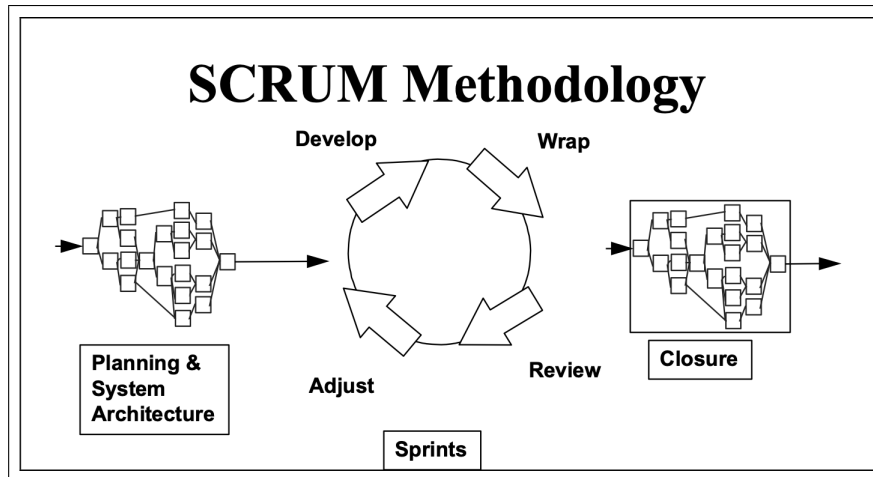 SCRUM Methodology
Develop
Wrap
Planning &
System
Architecture
Adjust
Review
Closure
Sprints